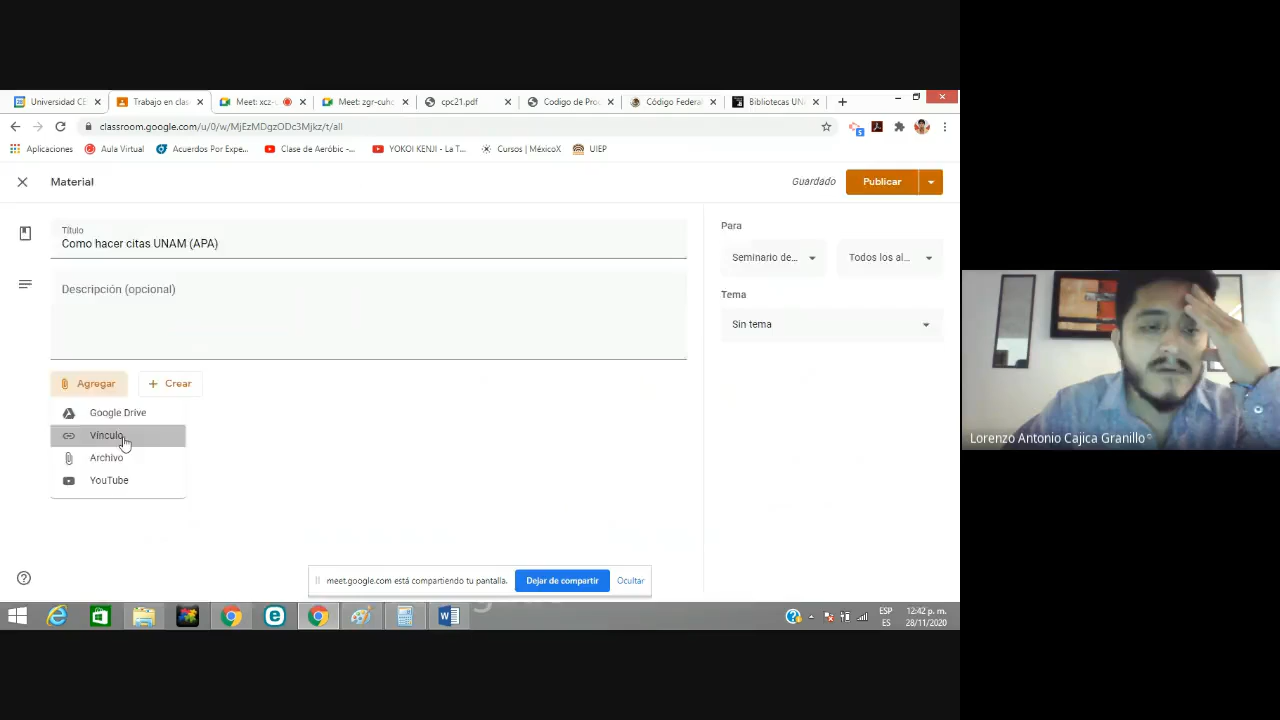 Universidad CE
Trabajo en clas
Meet: xcz-u
Meet: zgr-cuhc
cpc21.pdf
Codigo de Proc
Código Federal
Bibliotecas UNA
classroom.google.com/u/0/w/MjEzMDgzODc3Mjkz/t/all
5
Aplicaciones
Aula Virtual
Acuerdos Por Expe...
Clase de Aeróbic -...
YOKOI KENJI - La T...
Cursos | MéxicoX
UIEP
Material
Guardado
Publicar
Título
Como hacer citas UNAM (APA)
Descripción (opcional)
Para
Seminario de...
Todos los al...
Tema
Sin tema
Agregar
Crear
Google Drive
Vínculo
Archivo
YouTube
meet.google.com está compartiendo tu pantalla.
Dejar de compartir
Ocultar
ESP
ES
12:42 p. m.
28/11/2020
Lorenzo Antonio Cajica Granillo